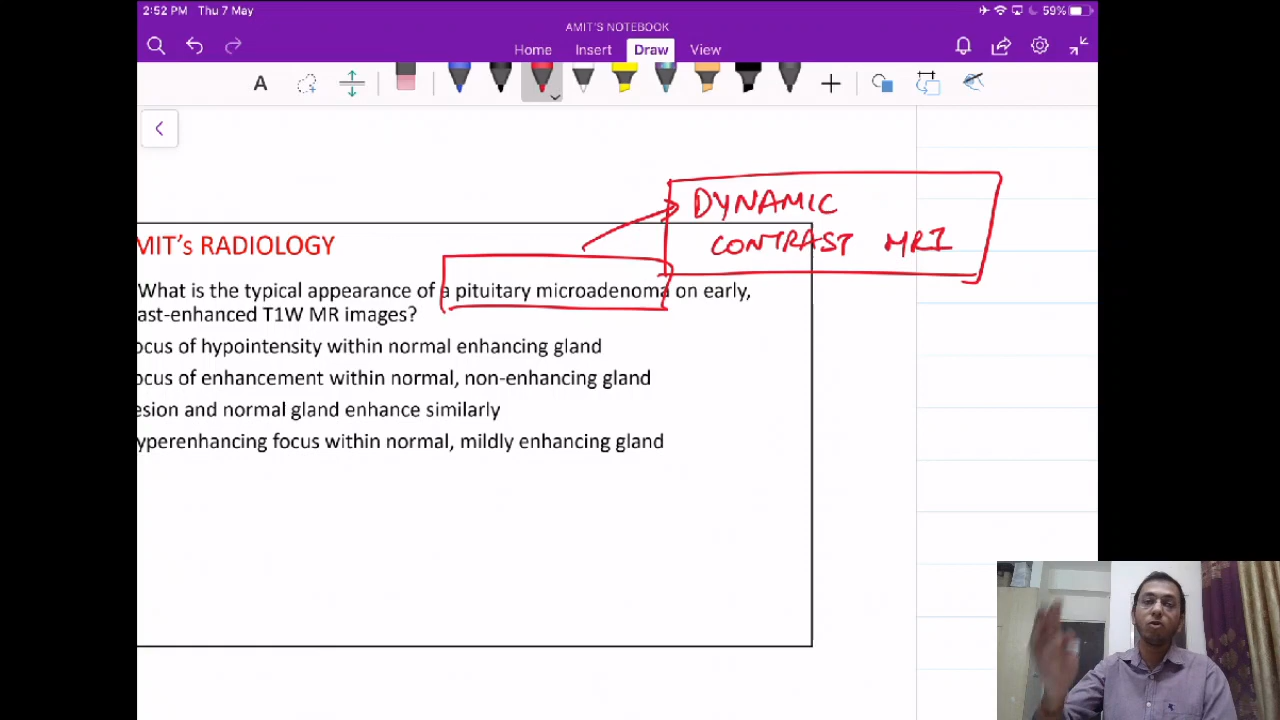 2:52 PM Thu 7 May
59%
AMIT'S NOTEBOOK
Home Insert Draw View
A
DYNAMIC
CONTRAST MRI
MIT's RADIOLOGY
What is the typical appearance of a pituitary microadenoma on early,
ast-enhanced T1W MR images?
ocus of hypointensity within normal enhancing gland
ocus of enhancement within normal, non-enhancing gland
esion and normal gland enhance similarly
yperenhancing focus within normal, mildly enhancing gland